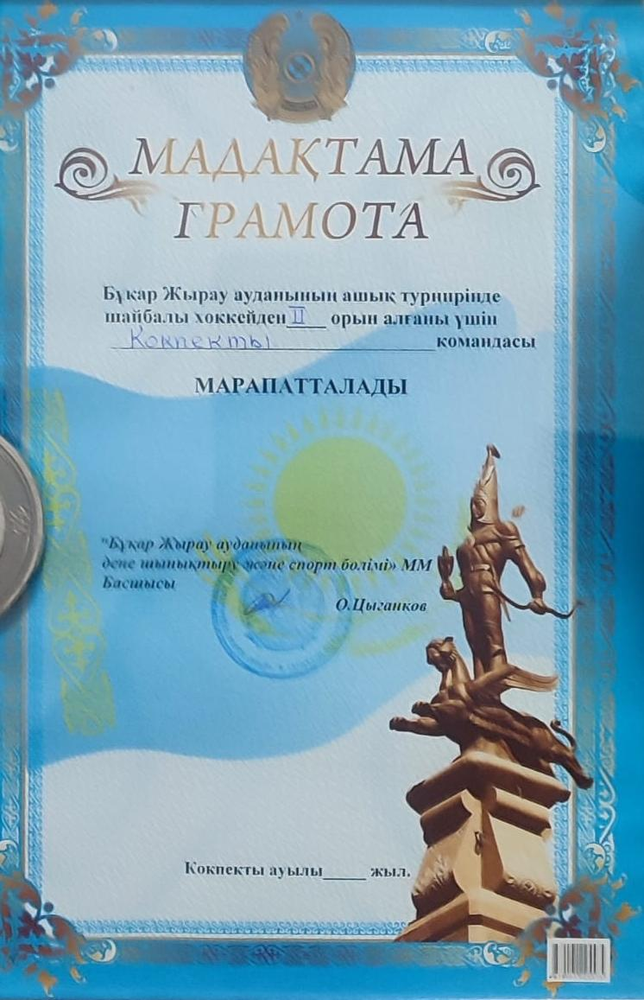 МАДАҚТАМА
ГРАМОТА
Бұқар Жырау ауданының ашық турнирінде
шайбалы хоккейден II орын алғаны үшін
Кокпекты командасы
МАРАПАТТАЛАДЫ
"Бұқар Жырау ауданының
дене шынықтыру және спорт бөлімі» ММ
Басшысы
О.Цыганков
Кокпекты ауылы_____ жыл.